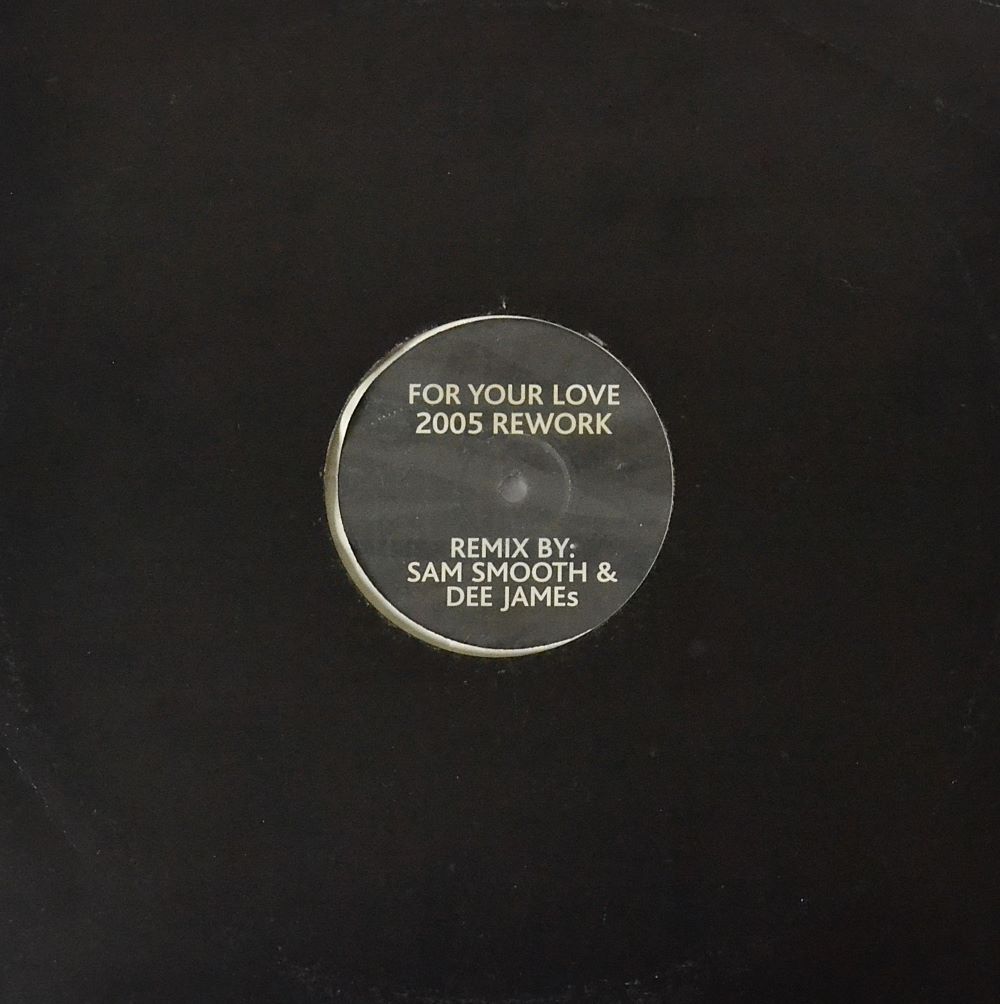 FOR YOUR LOVE
2005 REWORK
REMIX BY:
SAM SMOOTH &
DEE JAMEs